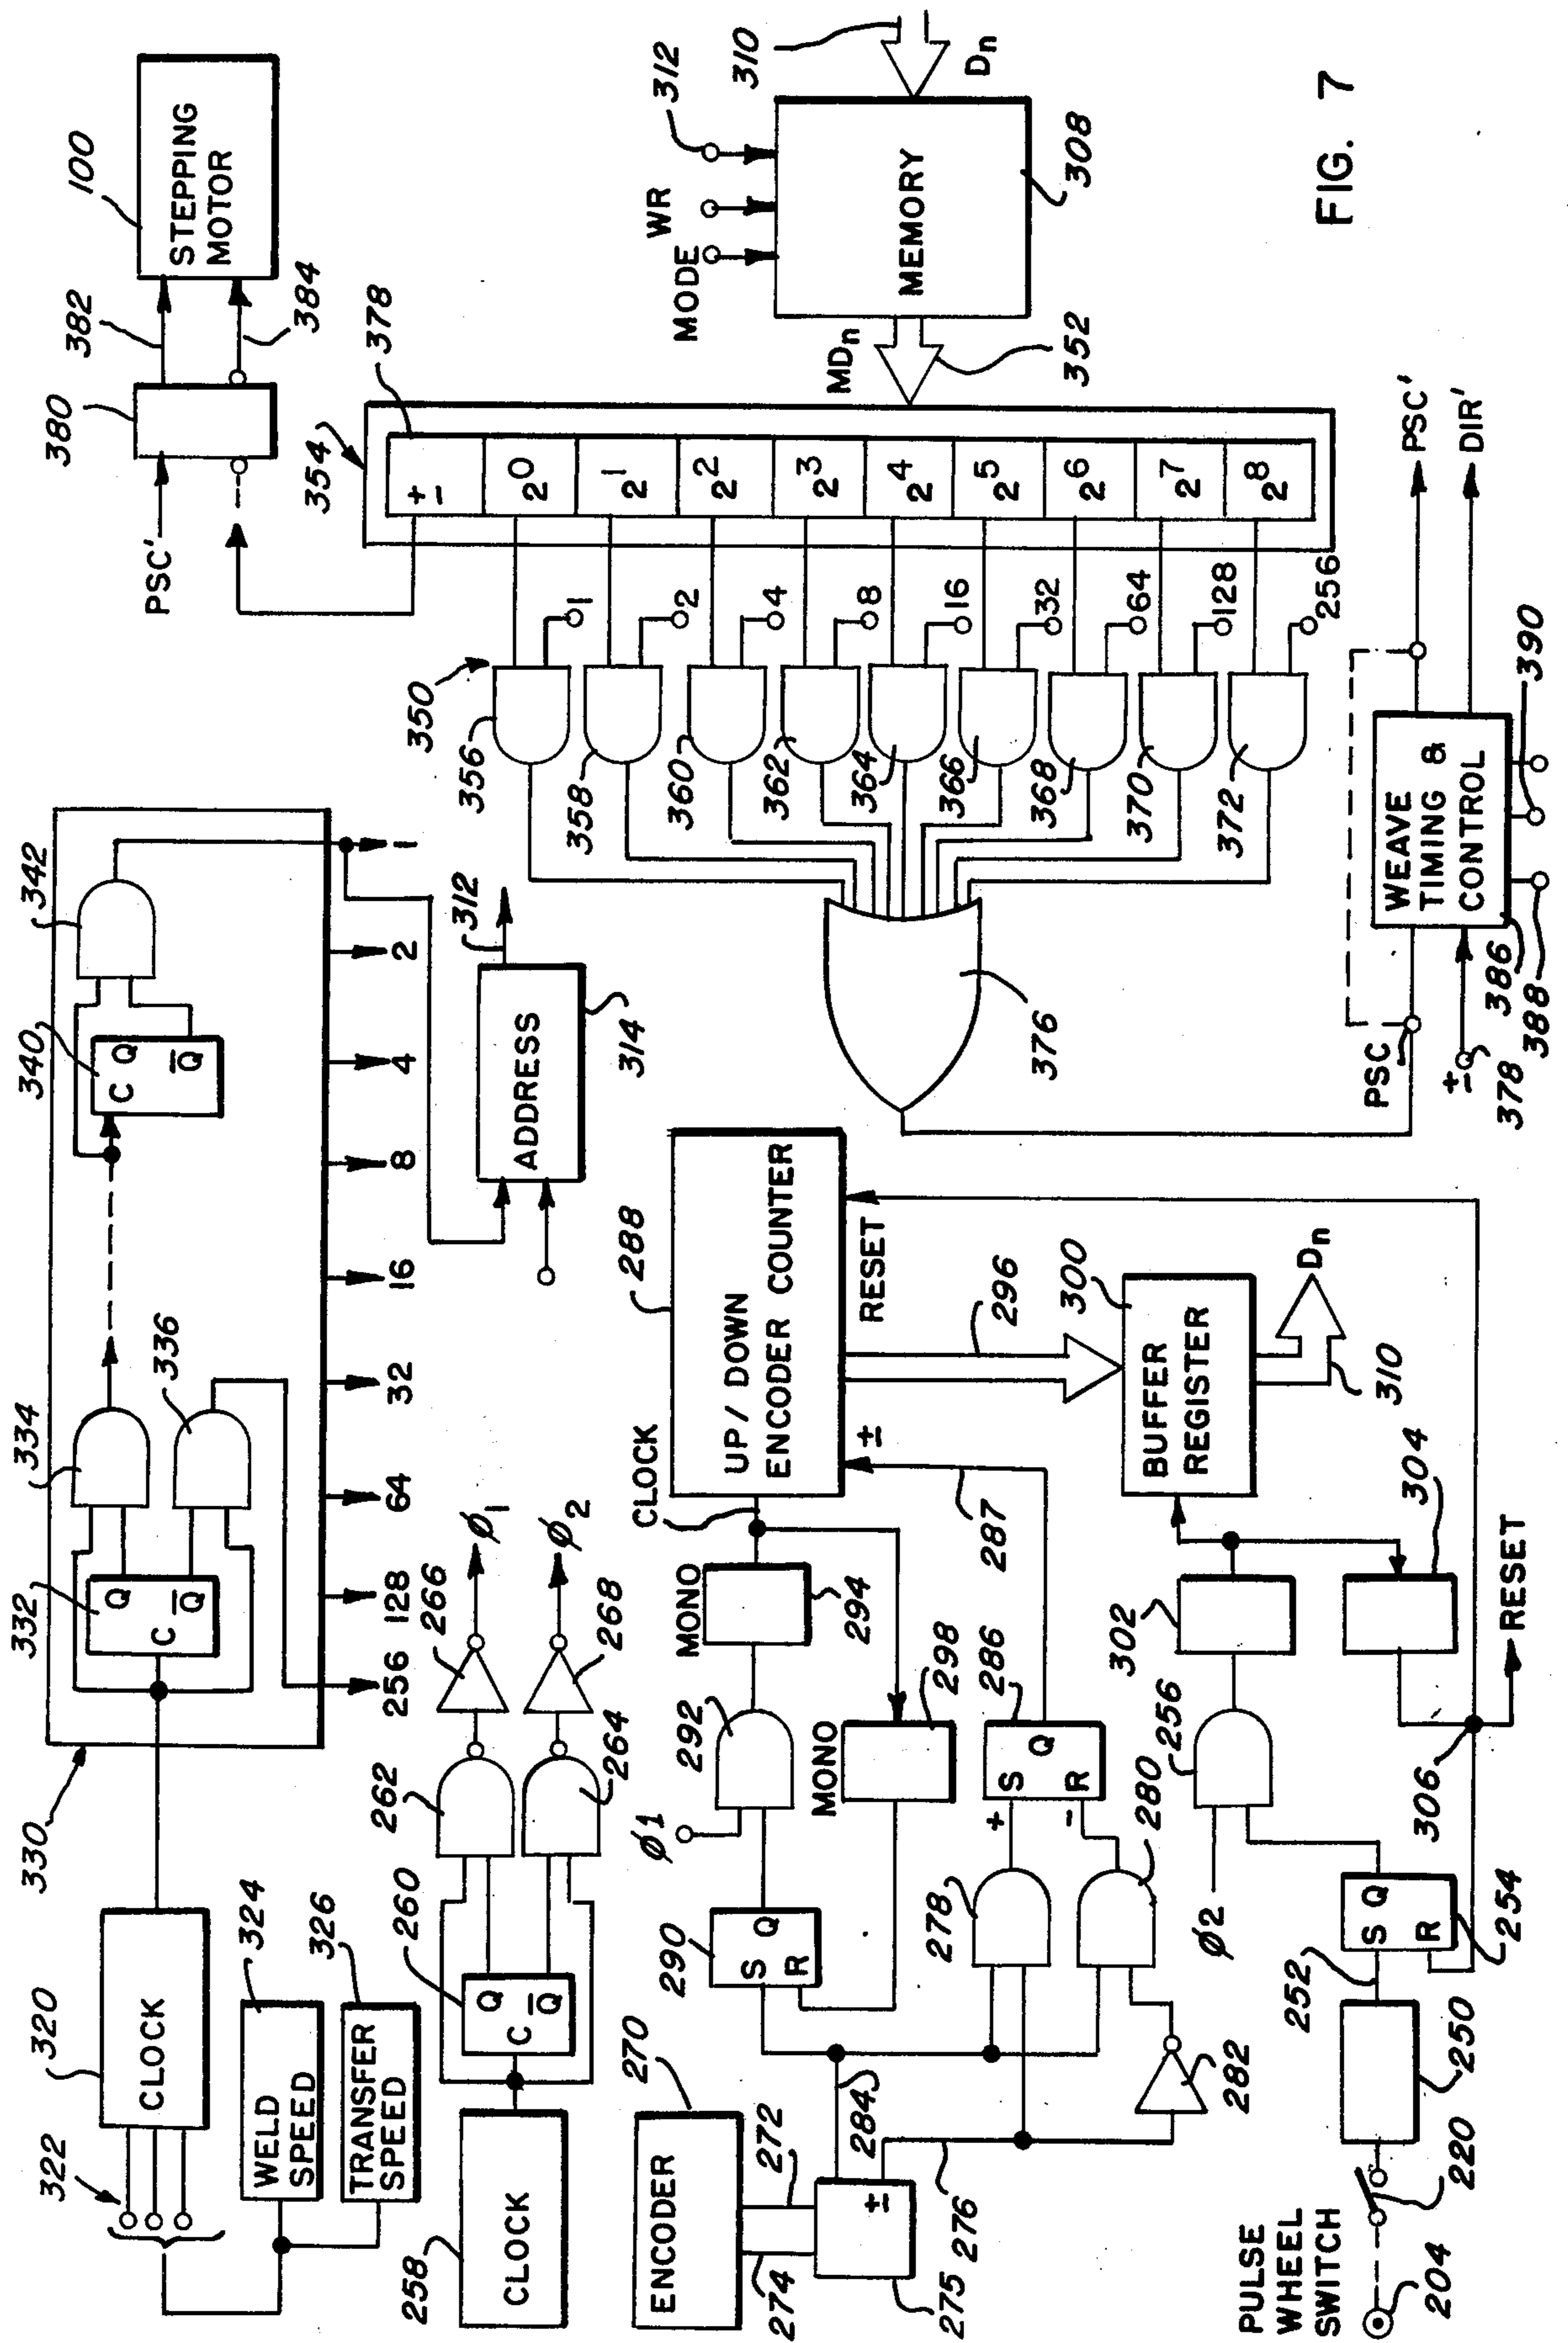 330
332
C
Q
Q̅
334
336
340
C
Q
Q̅
342
256
128
64
32
16
8
4
2
1
320
CLOCK
322
324
WELD
SPEED
326
TRANSFER
SPEED
ADDRESS
312
314
PSC'
380
382
384
100
STEPPING
MOTOR
258
CLOCK
260
C
Q
Q̅
262
264
266
268
ø1
ø2
350
356
358
360
362
364
366
368
370
372
1
2
4
8
16
32
64
128
256
354
378
±
2⁰
2¹
2²
2³
2⁴
2⁵
2⁶
2⁷
2⁸
MDn
352
MODE
WR
312
MEMORY
308
310
Dn
376
270
ENCODER
272
274
275
±
276
284
282
290
S
Q
R
ø1
292
MONO
294
MONO
298
278
280
+
-
286
S
Q
R
287
CLOCK
±
RESET
288
UP/DOWN
ENCODER COUNTER
296
300
BUFFER
REGISTER
Dn
310
PULSE
WHEEL
SWITCH
204
220
250
252
254
S
Q
R
ø2
256
302
304
306
RESET
PSC
±
378
386
388
390
WEAVE
TIMING &
CONTROL
PSC'
DIR'
FIG. 7